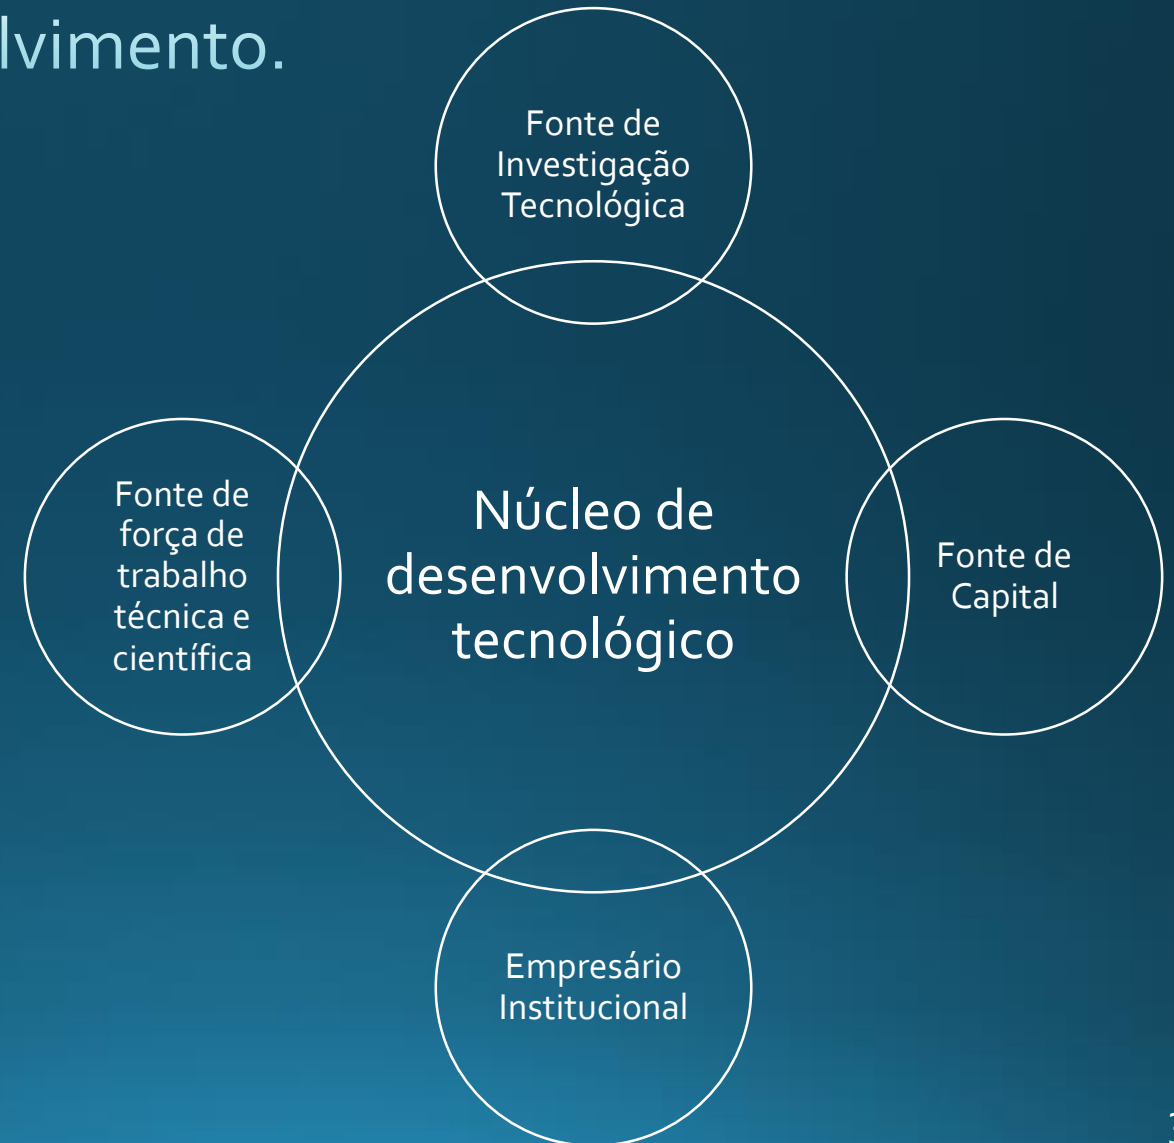 lvimento.
Fonte de
Investigação
Tecnológica
Fonte de
força de
trabalho
técnica e
científica
Núcleo de
desenvolvimento
tecnológico
Fonte de
Capital
Empresário
Institucional